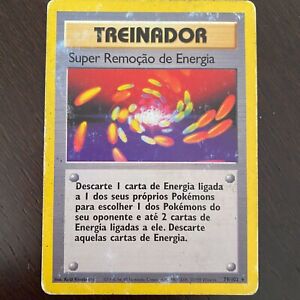 TREINADOR
Super Remoção de Energia
Descarte 1 carta de Energia ligada
a 1 dos seus próprios Pokémons
para escolher 1 dos Pokémons do
seu oponente e até 2 cartas de
Energias ligadas a ele. Descarte
aquelas cartas de Energia.